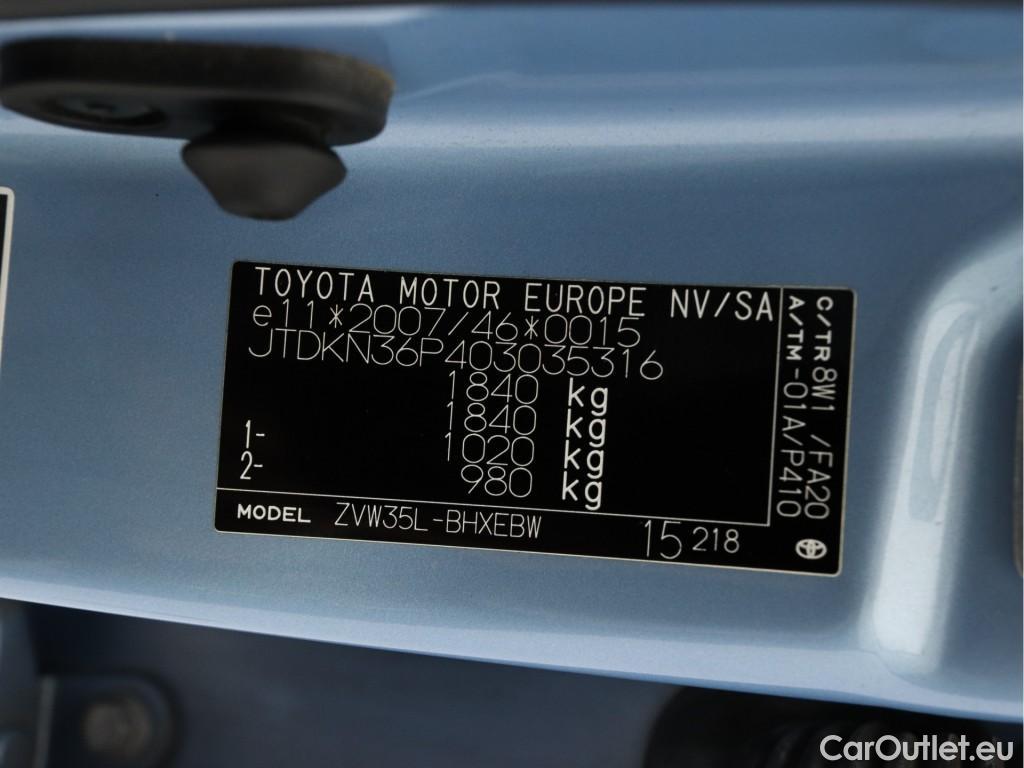 TOYOTA MOTOR EUROPE NV/SA
e11*2007/46*0015
JTDKN36P403035316
1840 kg
1840 kg
1- 1020 kg
2- 980 kg
MODEL ZVW35L-BHXEBW 15 218
C/TR 8W1 /FA20
A/TM-01A/P410
CarOutlet.eu